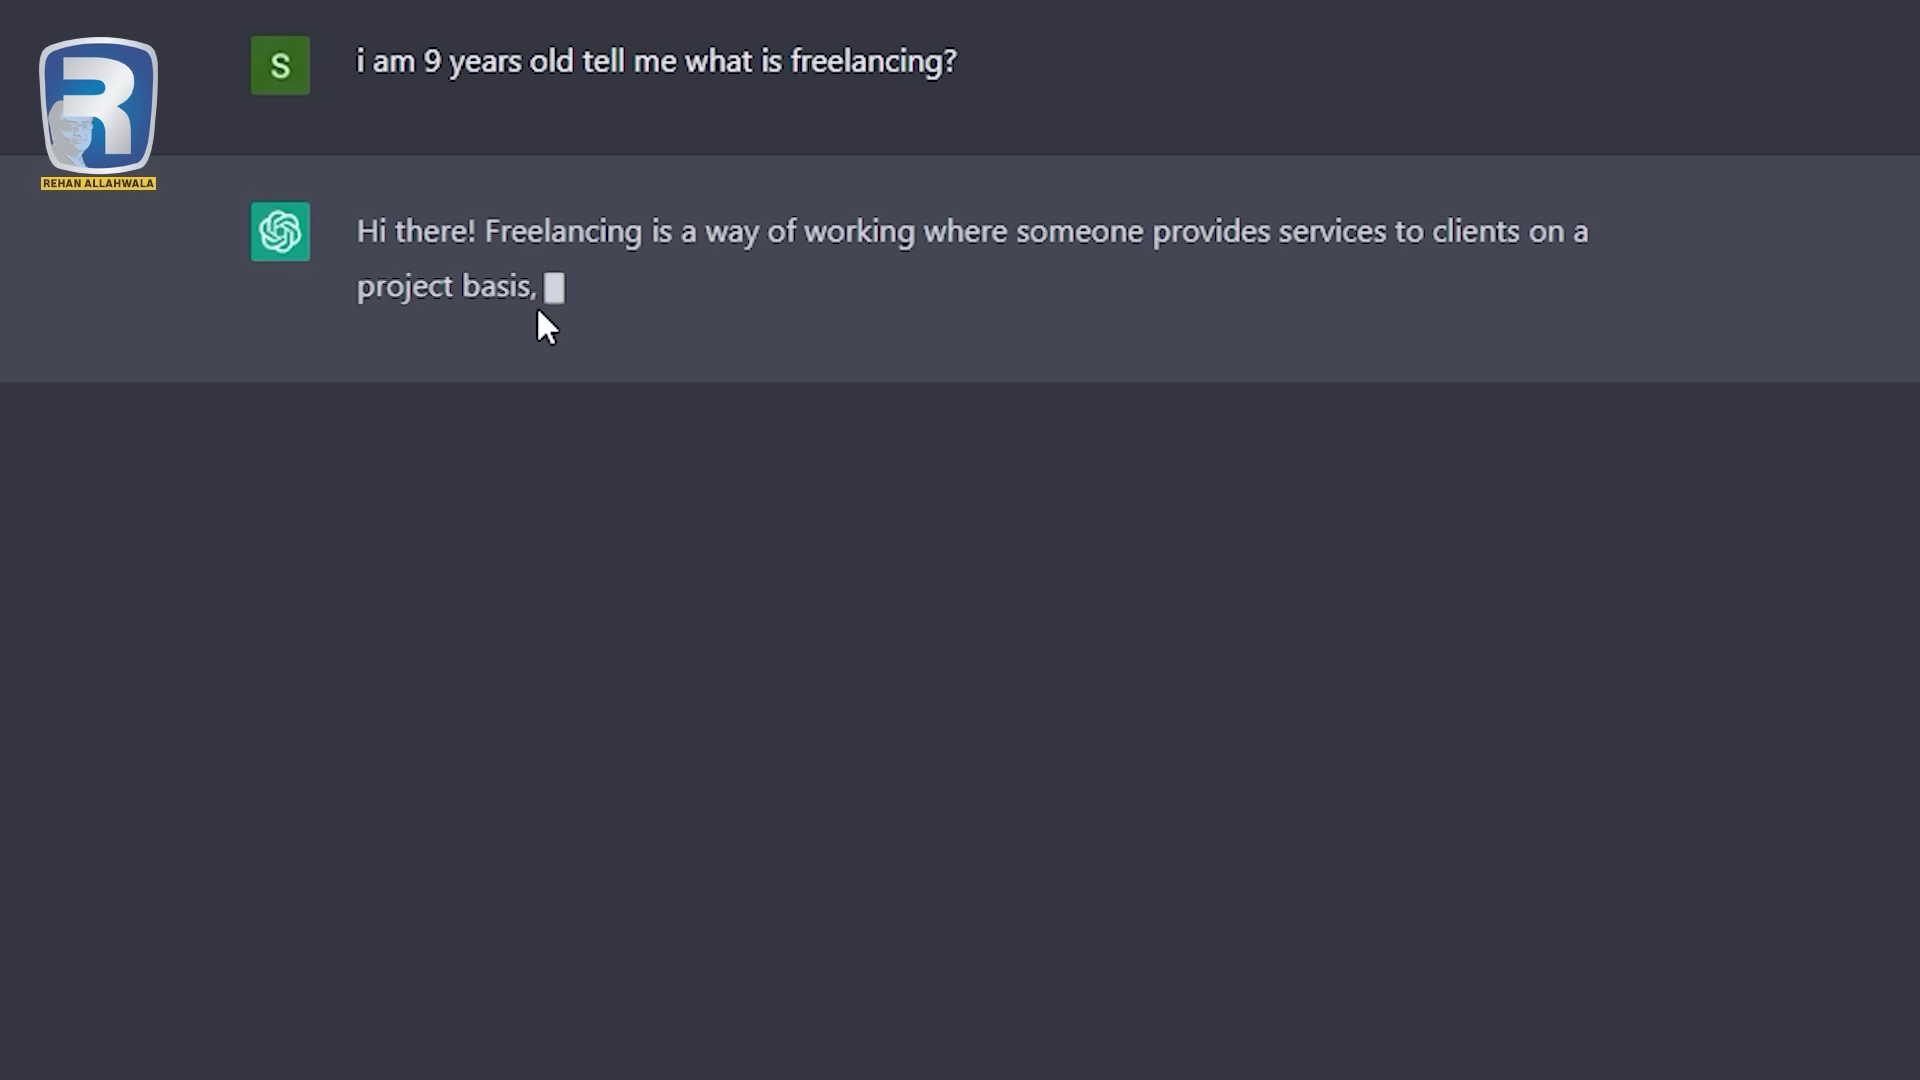 S
i am 9 years old tell me what is freelancing?
R
REHAN ALLAHWALA
Hi there! Freelancing is a way of working where someone provides services to clients on a
project basis,